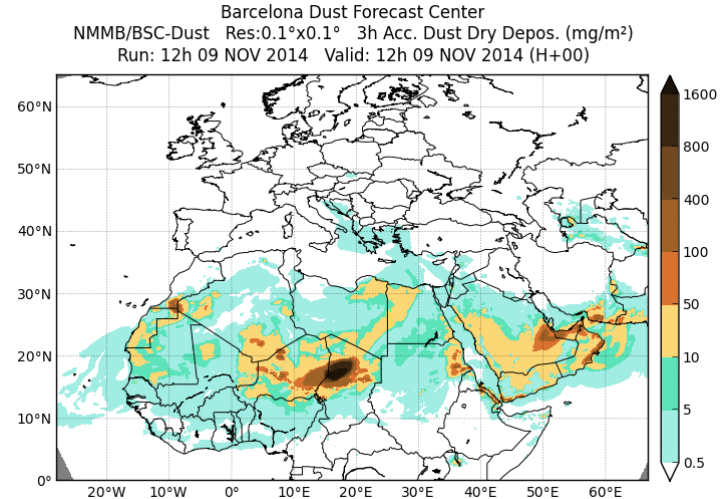 Barcelona Dust Forecast Center
NMMB/BSC-Dust   Res:0.1°x0.1°   3h Acc. Dust Dry Depos. (mg/m²)
Run: 12h 09 NOV 2014   Valid: 12h 09 NOV 2014 (H+00)
60°N
50°N
40°N
30°N
20°N
10°N
0°
20°W 10°W 0° 10°E 20°E 30°E 40°E 50°E 60°E
1600
800
400
100
50
10
5
0.5